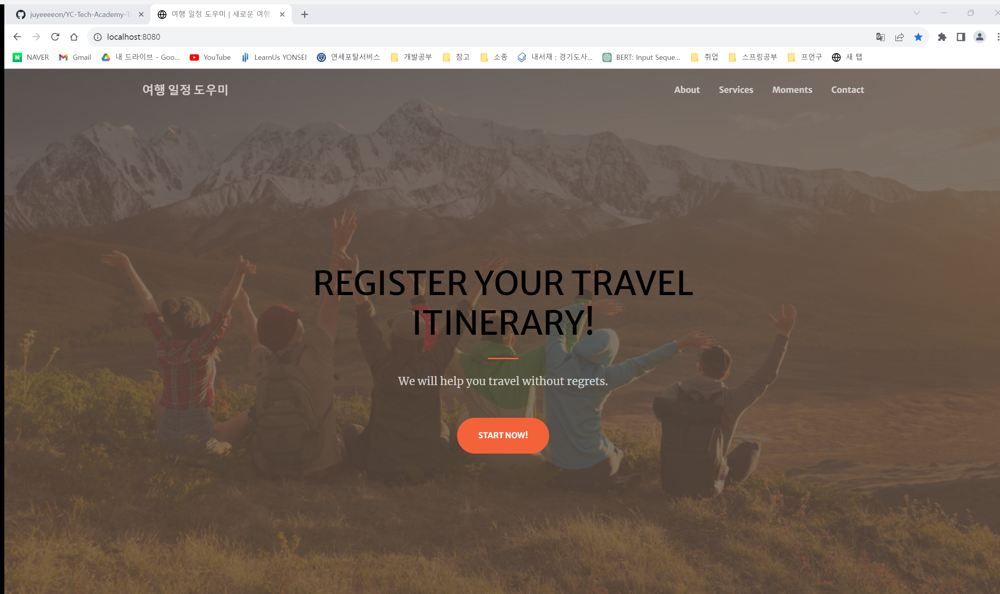 juyeeeeon/YC-Tech-Academy-T
여행 일정 도우미 | 새로운 여행
localhost:8080
NAVER
Gmail
내 드라이브 - Goo...
YouTube
LearnUs YONSEI
연세포탈서비스
개발공부
참고
소종
내서재 : 경기도사...
BERT: Input Seque...
취업
스프링공부
프언구
새 탭
여행 일정 도우미
About
Services
Moments
Contact
REGISTER YOUR TRAVEL
ITINERARY!
We will help you travel without regrets.
START NOW!